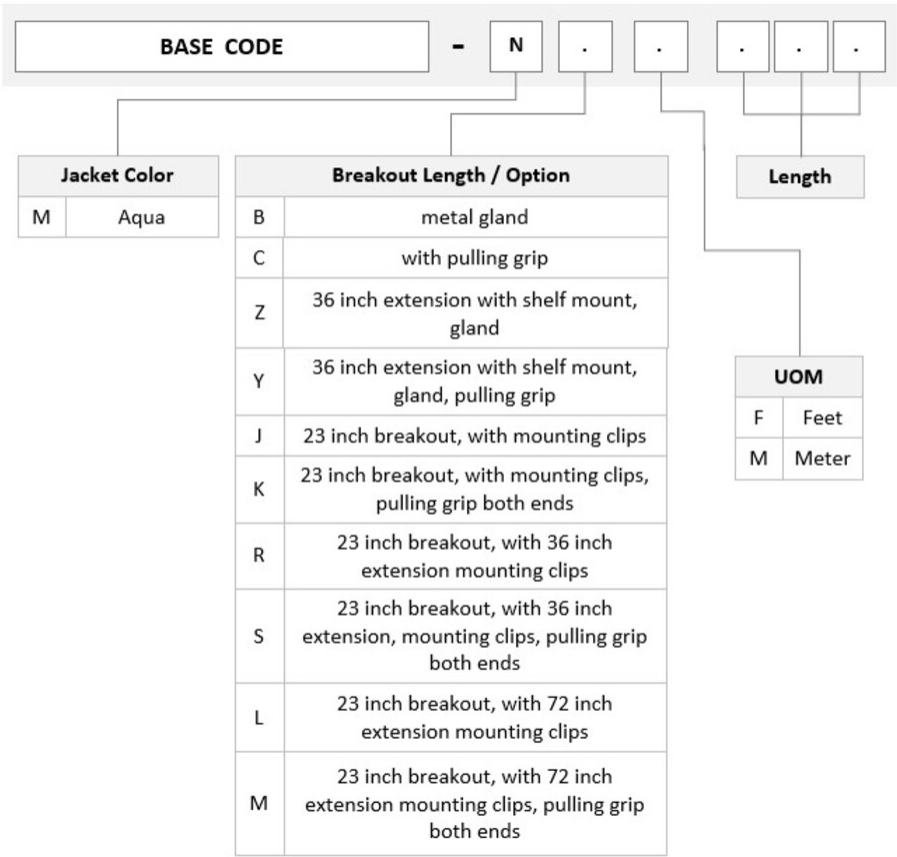 BASE CODE - N . . . . .
Jacket Color
M Aqua
Breakout Length / Option
B metal gland
C with pulling grip
Z 36 inch extension with shelf mount,
gland
Y 36 inch extension with shelf mount,
gland, pulling grip
J 23 inch breakout, with mounting clips
K 23 inch breakout, with mounting clips,
pulling grip both ends
R 23 inch breakout, with 36 inch
extension mounting clips
S 23 inch breakout, with 36 inch
extension, mounting clips, pulling grip
both ends
L 23 inch breakout, with 72 inch
extension mounting clips
M 23 inch breakout, with 72 inch
extension mounting clips, pulling grip
both ends
Length
UOM
F Feet
M Meter